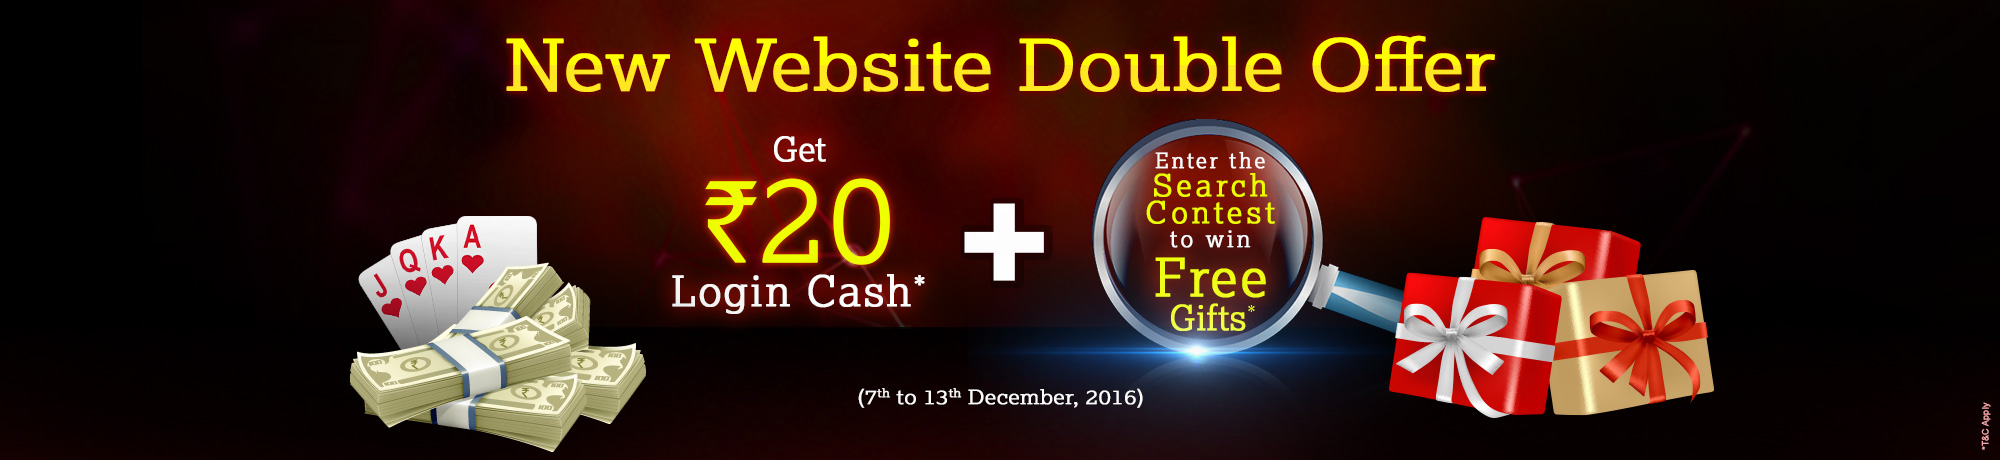 New Website Double Offer
Get
₹20
Login Cash*
+
Enter the
Search
Contest
to win
Free
Gifts*
J Q K A
(7th to 13th December, 2016)
*T&C Apply